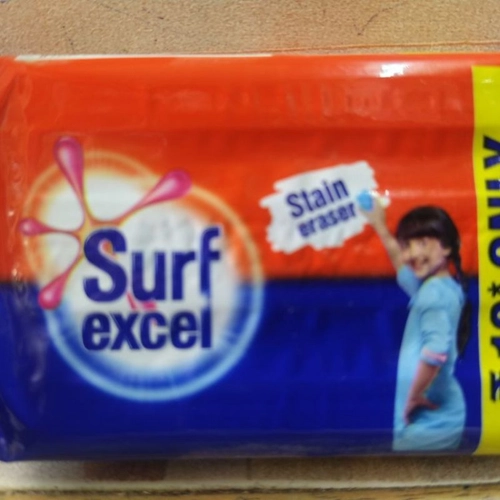 Surf
excel
Stain
eraser
₹ 10* ONLY